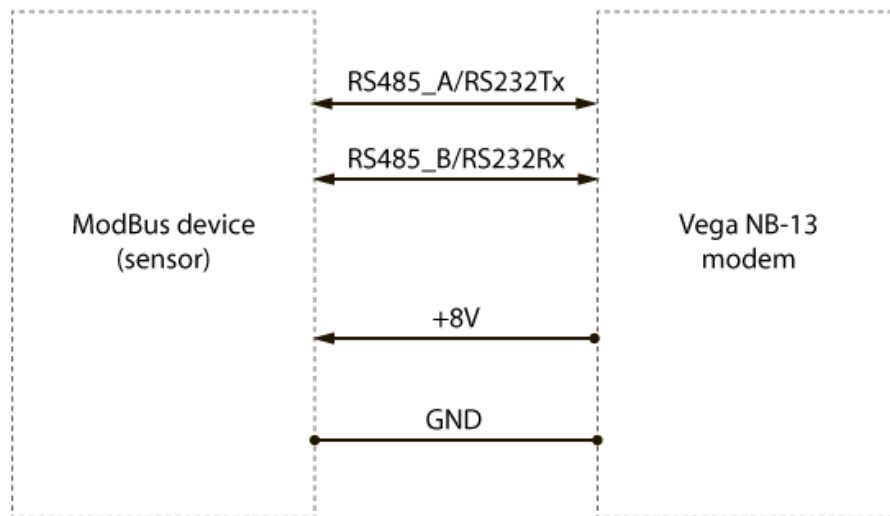 RS485_A/RS232Tx
RS485_B/RS232Rx
ModBus device
(sensor)
Vega NB-13
modem
+8V
GND